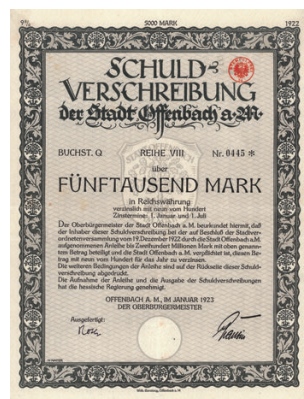 9% 5000 MARK 1922
SCHULD=
VERSCHREIBUNG
der Stadt Offenbach a. M.
BUCHST. Q REIHE VIII Nr. 0445 *
über
FÜNFTAUSEND MARK
in Reichswährung
verzinslich mit neun vom Hundert
Zinstermine: 1. Januar und 1. Juli
Der Oberbürgermeister der Stadt Offenbach a. M. beurkundet hiermit, daß
der Inhaber dieser Schuldverschreibung bei der auf Beschluß der Stadtver-
ordnetenversammlung vom 19. Dezember 1922 durch die Stadt Offenbach a. M.
aufgenommenen Anleihe bis Zweihundert Millionen Mark mit oben genann-
tem Betrag beteiligt und die Stadt Offenbach a. M. verpflichtet ist, diesen Be-
trag mit neun vom Hundert für das Jahr zu verzinsen.
Die weiteren Bedingungen der Anleihe sind auf der Rückseite dieser Schuld-
verschreibung abgedruckt.
Die Aufnahme der Anleihe und die Ausgabe der Schuldverschreibungen
hat die hessische Regierung genehmigt.
OFFENBACH A. M., IM JANUAR 1923
DER OBERBÜRGERMEISTER
Ausgefertigt: